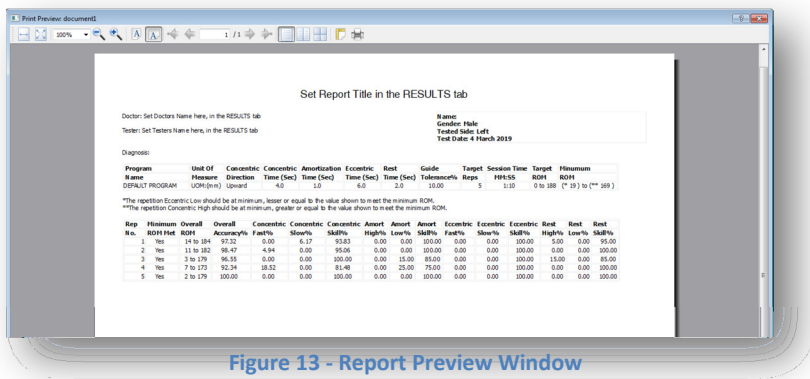 Print Preview: document1
100% A A 1 / 1
Set Report Title in the RESULTS tab
Doctor: Set Doctors Name here, in the RESULTS tab
Name:
Gender: Male
Tester: Set Testers Name here, in the RESULTS tab
Tested Side: Left
Test Date: 4 March 2019
Diagnosis:
Program Unit Of Concentric Concentric Amortization Eccentric Rest Guide Target Session Time Target Minumum
Name Measure Direction Time (Sec) Time (Sec) Time (Sec) Time (Sec) Tolerance% Reps MM:SS ROM ROM
DEFAULT PROGRAM UOM:(mm) Upward 4.0 1.0 6.0 2.0 10.00 5 1:10 0 to 188 (* 19 ) to (** 169 )
*The repetition Eccentric Low should be at minimum, lesser or equal to the value shown to meet the minimum ROM.
**The repetition Concentric High should be at minimum, greater or equal to the value shown to meet the minimum ROM.
Rep Minimum Overall Overall Concentric Concentric Concentric Amort Amort Amort Eccentric Eccentric Eccentric Rest Rest Rest
No. ROM Met ROM Accuracy% Fast% Slow% Skill% High% Low% Skill% Fast% Slow% Skill% High% Low% Skill%
1 Yes 14 to 184 97.32 0.00 6.17 93.83 0.00 0.00 100.00 0.00 0.00 100.00 5.00 0.00 95.00
2 Yes 11 to 182 98.47 4.94 0.00 95.06 0.00 0.00 100.00 0.00 0.00 100.00 0.00 0.00 100.00
3 Yes 3 to 179 96.55 0.00 0.00 100.00 0.00 15.00 85.00 0.00 0.00 100.00 15.00 0.00 85.00
4 Yes 7 to 173 92.34 18.52 0.00 81.48 0.00 25.00 75.00 0.00 0.00 100.00 0.00 0.00 100.00
5 Yes 2 to 179 100.00 0.00 0.00 100.00 0.00 0.00 100.00 0.00 0.00 100.00 0.00 0.00 100.00
Figure 13 - Report Preview Window